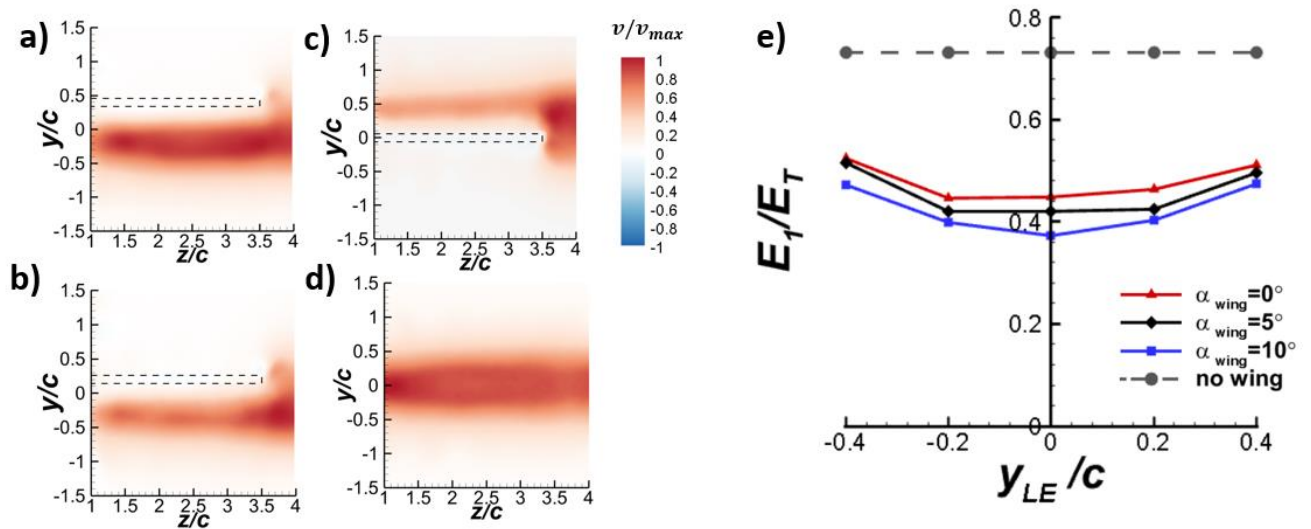 a)
1.5
1
0.5
0
-0.5
-1
-1.5
y/c
1 1.5 2 2.5 3 3.5 4
z/c
c)
1.5
1
0.5
0
-0.5
-1
-1.5
y/c
1 1.5 2 2.5 3 3.5 4
z/c
v/v_max
1
0.8
0.6
0.4
0.2
0
-0.2
-0.4
-0.6
-0.8
-1
b)
1.5
1
0.5
0
-0.5
-1
-1.5
y/c
1 1.5 2 2.5 3 3.5 4
z/c
d)
1.5
1
0.5
0
-0.5
-1
-1.5
y/c
1 1.5 2 2.5 3 3.5 4
z/c
e)
0.8
0.6
0.4
0.2
0
E_1/E_T
α wing=0°
α wing=5°
α wing=10°
no wing
-0.4 -0.2 0 0.2 0.4
y_LE/c